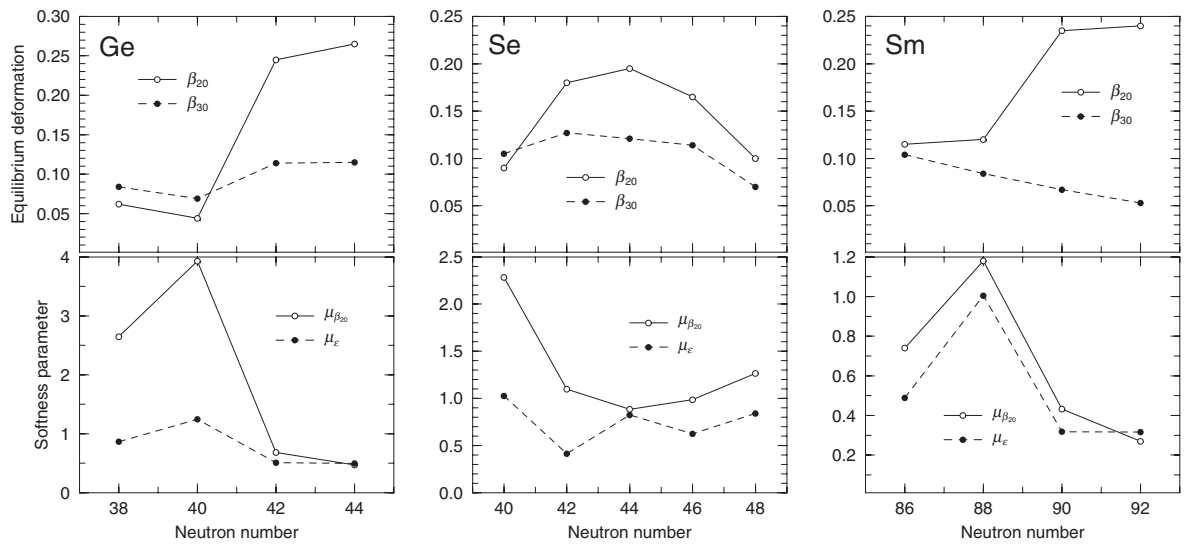 Equilibrium deformation
0.30
0.25
0.20
0.15
0.10
0.05
Ge
β₂₀
β₃₀
0.25
0.20
0.15
0.10
0.05
Se
β₂₀
β₃₀
0.25
0.20
0.15
0.10
0.05
Sm
β₂₀
β₃₀
Softness parameter
4
3
2
1
0
μβ₂₀
με
38 40 42 44
Neutron number
2.5
2.0
1.5
1.0
0.5
0.0
μβ₂₀
με
40 42 44 46 48
Neutron number
1.2
1.0
0.8
0.6
0.4
0.2
μβ₂₀
με
86 88 90 92
Neutron number